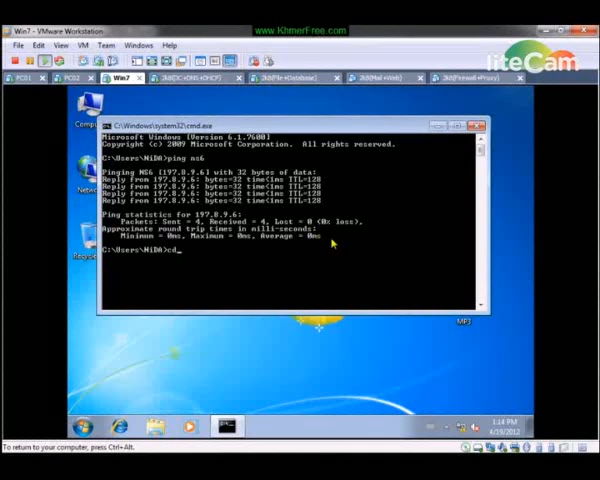 www.KhmerFree.com
Win7 - VMware Workstation
File Edit View VM Team Windows Help
liteCam
PC01
PC02
Win7
2k8(DC+DNS+DHCP)
2k8(File+Database)
2k8(Mail+Web)
2k8(Firewall+Proxy)
C:\Windows\system32\cmd.exe
Microsoft Windows [Version 6.1.7600]
Copyright (c) 2009 Microsoft Corporation. All rights reserved.
C:\Users\NiDA>ping ns6
Pinging NS6 [197.8.9.6] with 32 bytes of data:
Reply from 197.8.9.6: bytes=32 time<1ms TTL=128
Reply from 197.8.9.6: bytes=32 time<1ms TTL=128
Reply from 197.8.9.6: bytes=32 time<1ms TTL=128
Reply from 197.8.9.6: bytes=32 time<1ms TTL=128
Ping statistics for 197.8.9.6:
Packets: Sent = 4, Received = 4, Lost = 0 (0% loss),
Approximate round trip times in milli-seconds:
Minimum = 0ms, Maximum = 0ms, Average = 0ms
C:\Users\NiDA>cd_
Comp
Netwo
MP3
1:14 PM
4/19/2012
To return to your computer, press Ctrl+Alt.